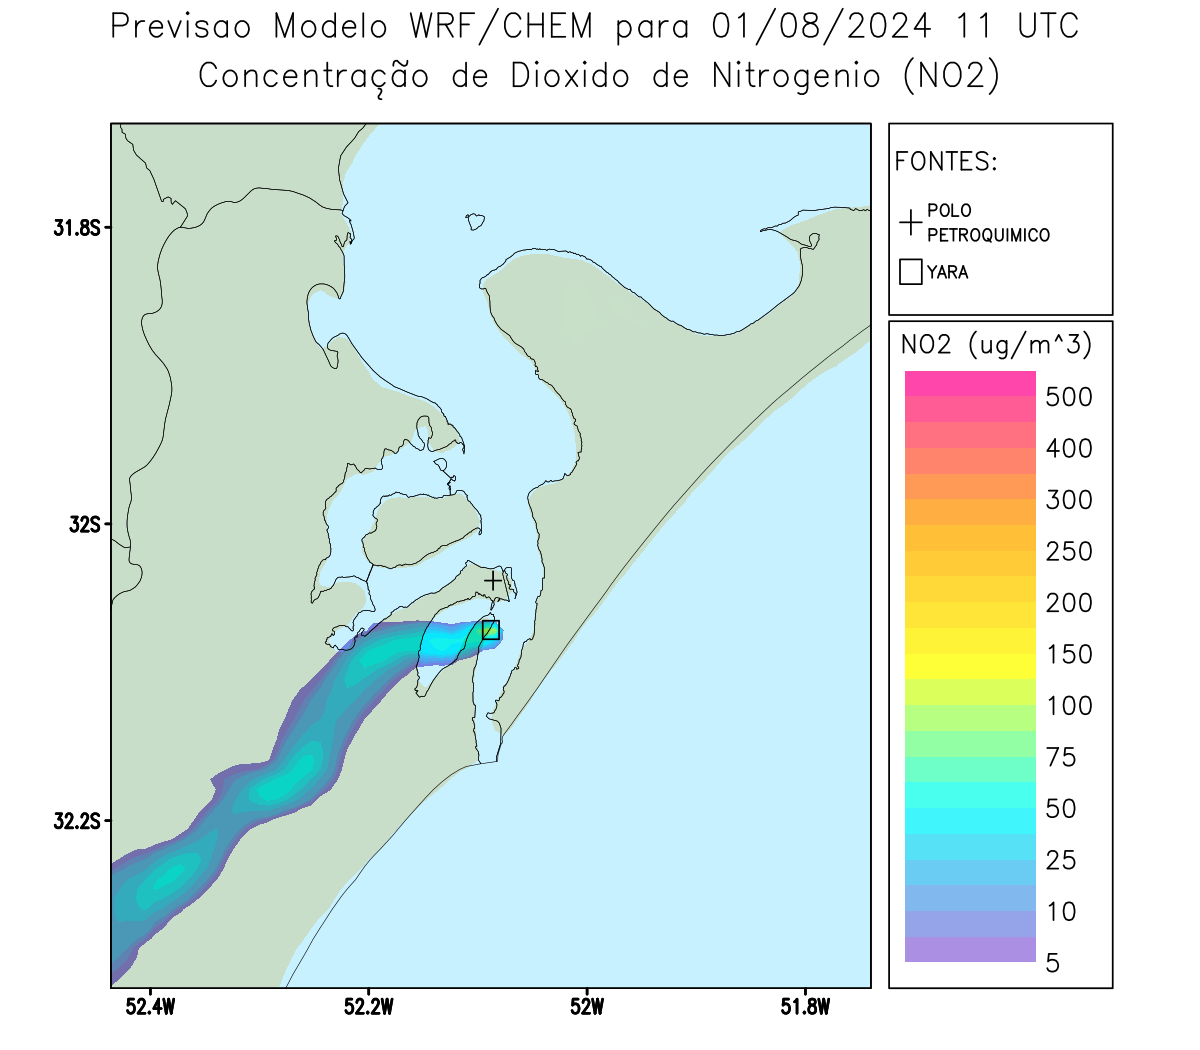 Previsao Modelo WRF/CHEM para 01/08/2024 11 UTC
Concentração de Dioxido de Nitrogenio (NO2)
FONTES:
POLO
PETROQUIMICO
YARA
NO2 (ug/m^3)
500
400
300
250
200
150
100
75
50
25
10
5
31.8S
32S
32.2S
52.4W
52.2W
52W
51.8W